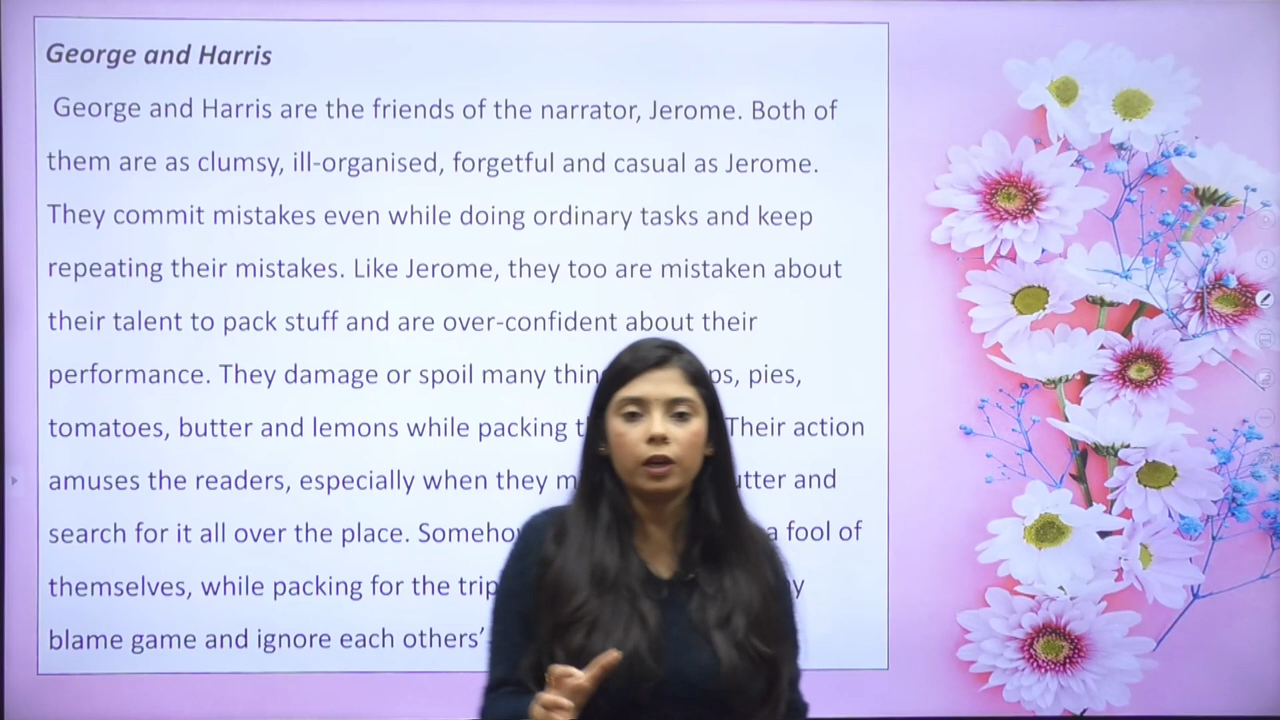 George and Harris
George and Harris are the friends of the narrator, Jerome. Both of
them are as clumsy, ill-organised, forgetful and casual as Jerome.
They commit mistakes even while doing ordinary tasks and keep
repeating their mistakes. Like Jerome, they too are mistaken about
their talent to pack stuff and are over-confident about their
performance. They damage or spoil many pies,
tomatoes, butter and lemons while packing Their action
amuses the readers, especially when they and
search for it all over the place. a fool of
themselves, while packing for the trip
blame game and ignore each others’